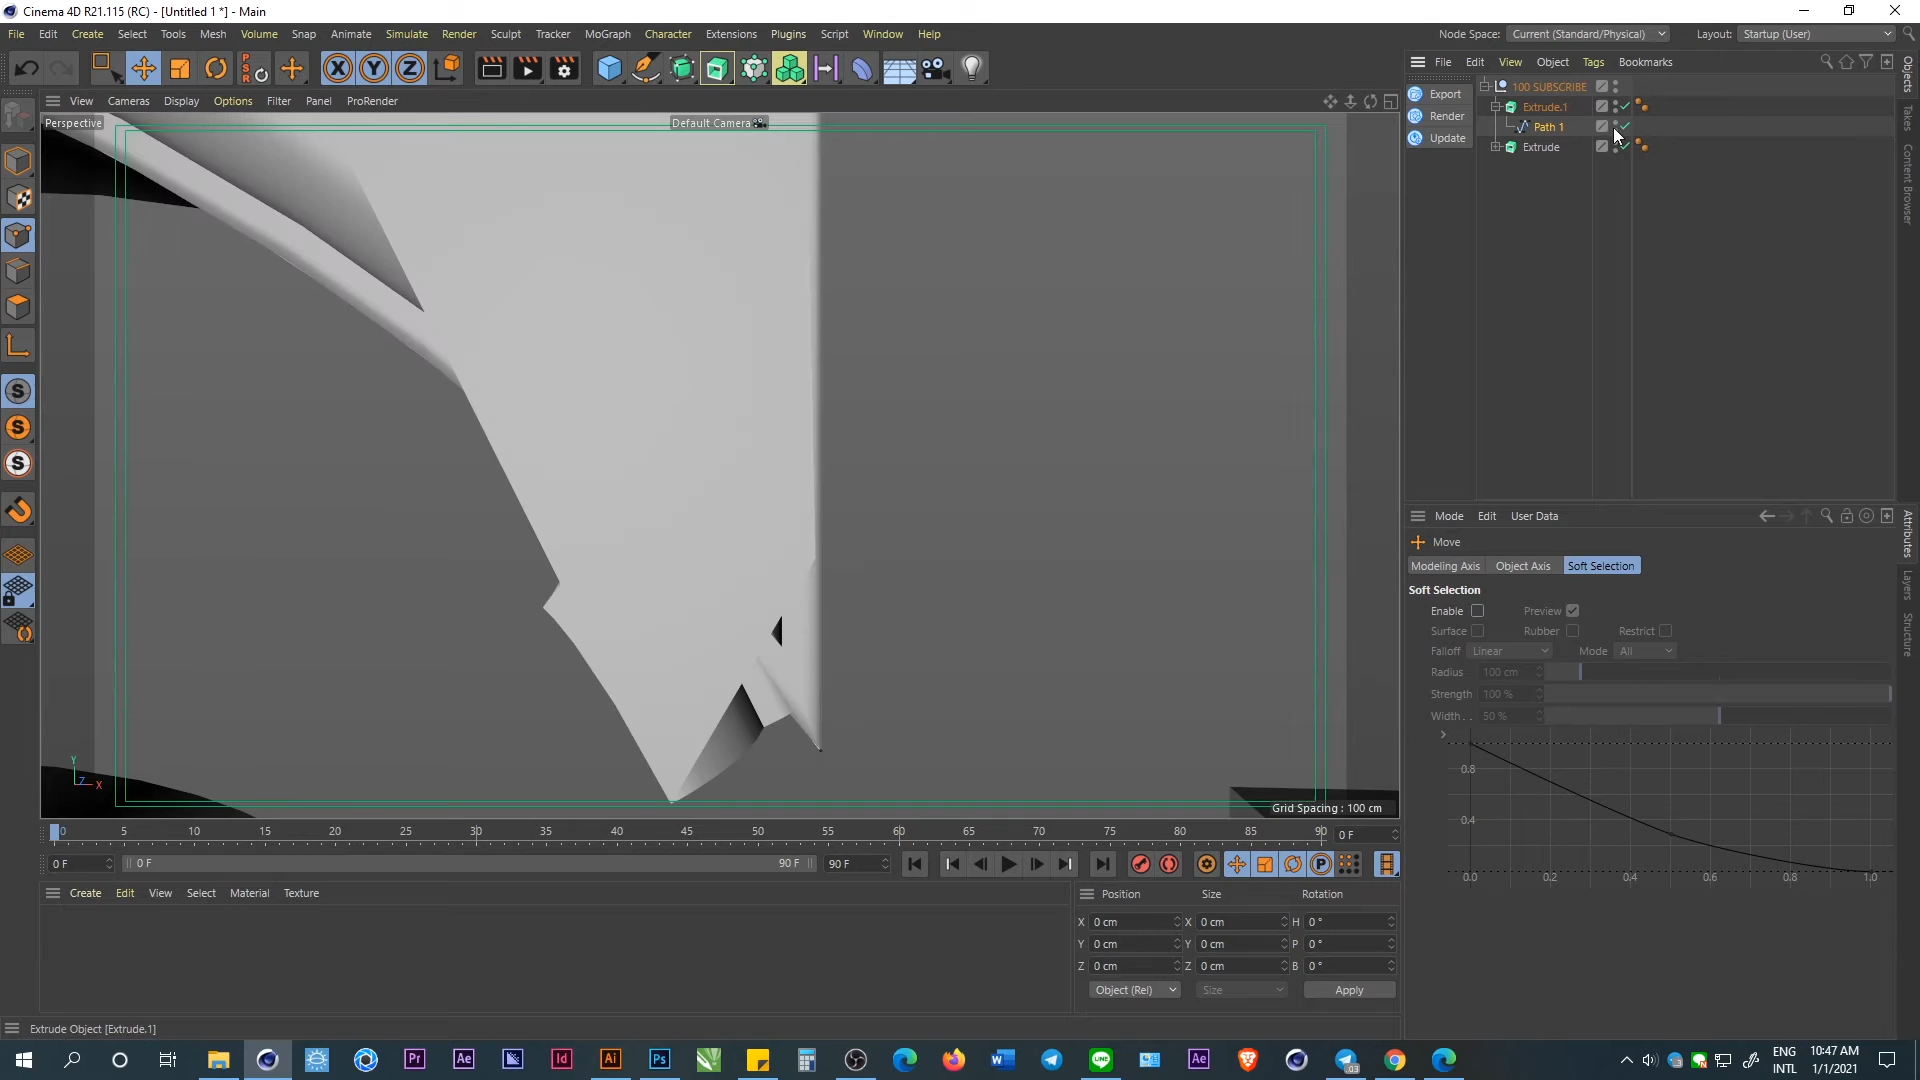 Cinema 4D R21.115 (RC) - [Untitled 1 *] - Main
File Edit Create Select Tools Mesh Snap Animate Volume Simulate Render Sculpt Tracker MoGraph Character Extensions Plugins Script Window Help Node Space: Current (Standard/Physical) Layout: Startup (User)
View Cameras Display Options Filter Panel ProRender
Perspective
Default Camera
Grid Spacing : 100 cm
0 5 10 15 20 25 30 35 40 45 50 55 60 65 70 75 80 85 90 0 F
0 F 0 F 90 F 90 F
Create Edit View Select Material Texture
Position Size Rotation
X 0 cm X 0 cm H 0 °
Y 0 cm Y 0 cm P 0 °
Z 0 cm Z 0 cm B 0 °
Object (Rel) Size Apply
Extrude Object [Extrude.1]
File Edit View Object Tags Bookmarks
Export
Render
Update
100 SUBSCRIBE
Extrude.1
Path 1
Extrude
Mode Edit User Data
Move
Modeling Axis Object Axis Soft Selection
Soft Selection
Enable Preview
Surface Rubber Restrict
Falloff Linear Mode All
Radius 100 cm
Strength 100 %
Width . . 50 %
0.8
0.4
0.0 0.2 0.4 0.6 0.8 1.0
Objects
Takes
Content Browser
Attributes
Layers
Structure
ENG 10:47 AM
INTL 1/1/2021